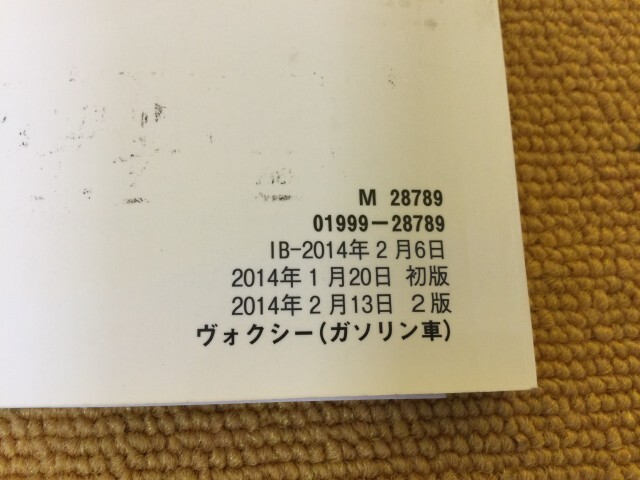 M 28789
01999-28789
IB-2014年2月6日
2014年1月20日 初版
2014年2月13日 2版
ヴォクシー(ガソリン車)